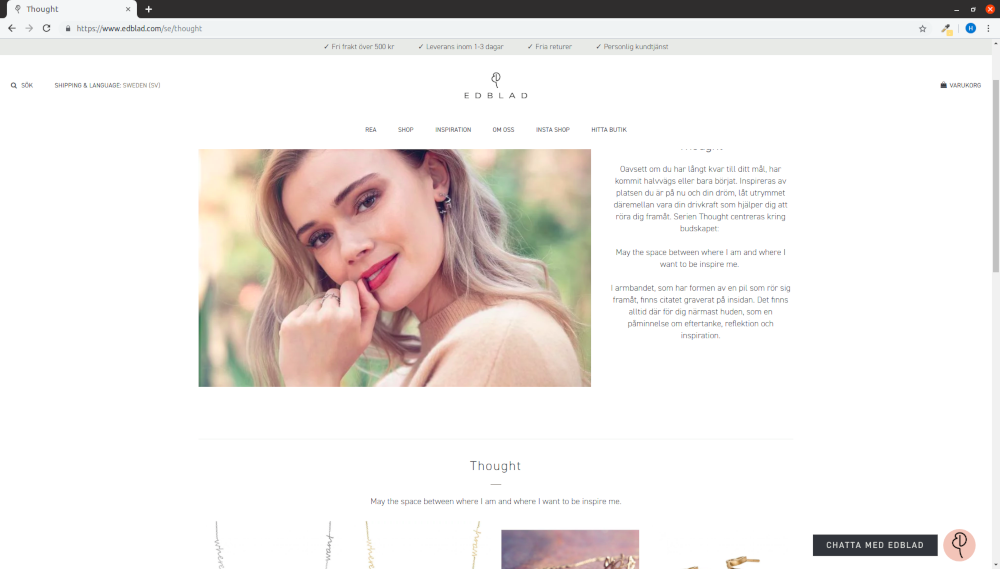 Thought
https://www.edblad.com/se/thought
H
✓ Fri frakt över 500 kr ✓ Leverans inom 1-3 dagar ✓ Fria returer ✓ Personlig kundtjänst
SÖK SHIPPING & LANGUAGE: SWEDEN (SV)
EDBLAD
VARUKORG
REA SHOP INSPIRATION OM OSS INSTA SHOP HITTA BUTIK
Thought
Oavsett om du har långt kvar till ditt mål, har
kommit halvvägs eller bara börjat. Inspireras av
platsen du är på nu och din dröm, låt utrymmet
däremellan vara din drivkraft som hjälper dig att
röra dig framåt. Serien Thought centreras kring
budskapet:
May the space between where I am and where I
want to be inspire me.
I armbandet, som har formen av en pil som rör sig
framåt, finns citatet graverat på insidan. Det finns
alltid där för dig närmast huden, som en
påminnelse om eftertanke, reflektion och
inspiration.
Thought
May the space between where I am and where I want to be inspire me.
where want where want
CHATTA MED EDBLAD